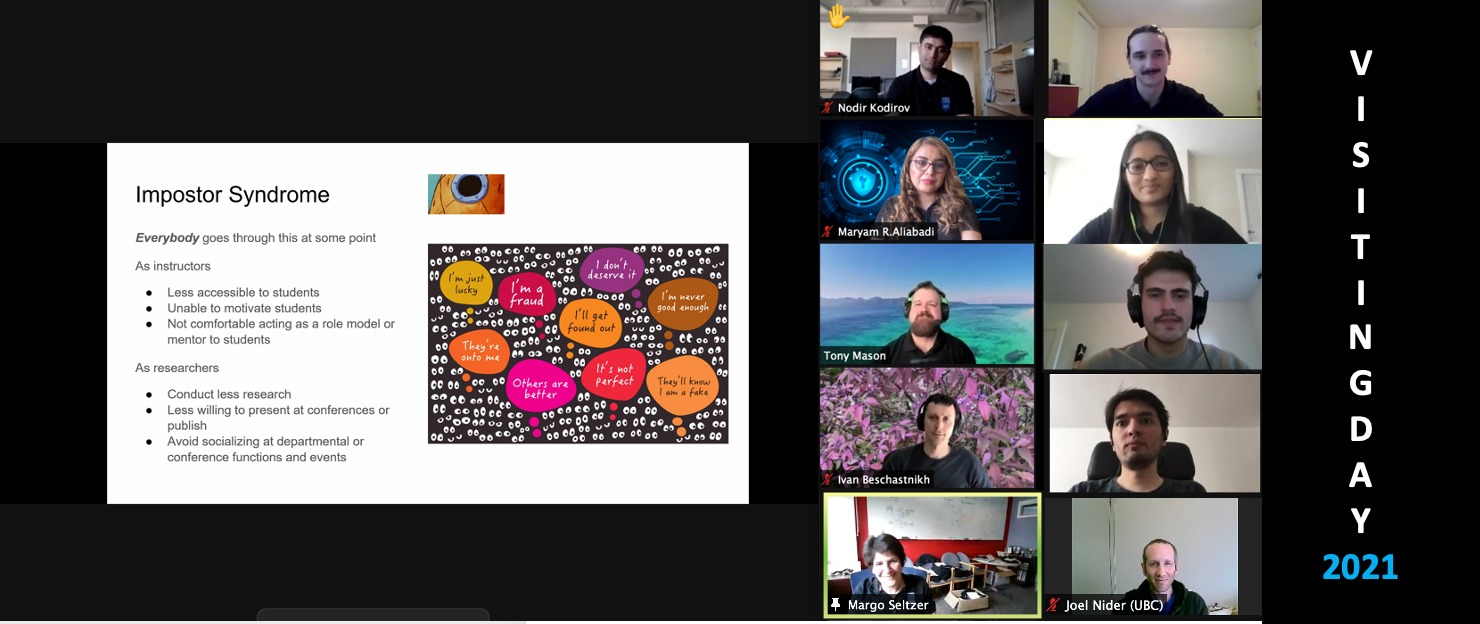 Impostor Syndrome
Everybody goes through this at some point
As instructors
● Less accessible to students
● Unable to motivate students
● Not comfortable acting as a role model or
mentor to students
As researchers
● Conduct less research
● Less willing to present at conferences or
publish
● Avoid socializing at departmental or
conference functions and events
I'm just
lucky
I'm a
fraud
I don't
deserve it
I'm never
good enough
I'll get
found out
They're
onto me
Others are
better
It's not
perfect
They'll know
I am a fake
Nodir Kodirov
Maryam R.Aliabadi
Tony Mason
Ivan Beschastnikh
Margo Seltzer
Joel Nider (UBC)
V
I
S
I
T
I
N
G
D
A
Y
2021